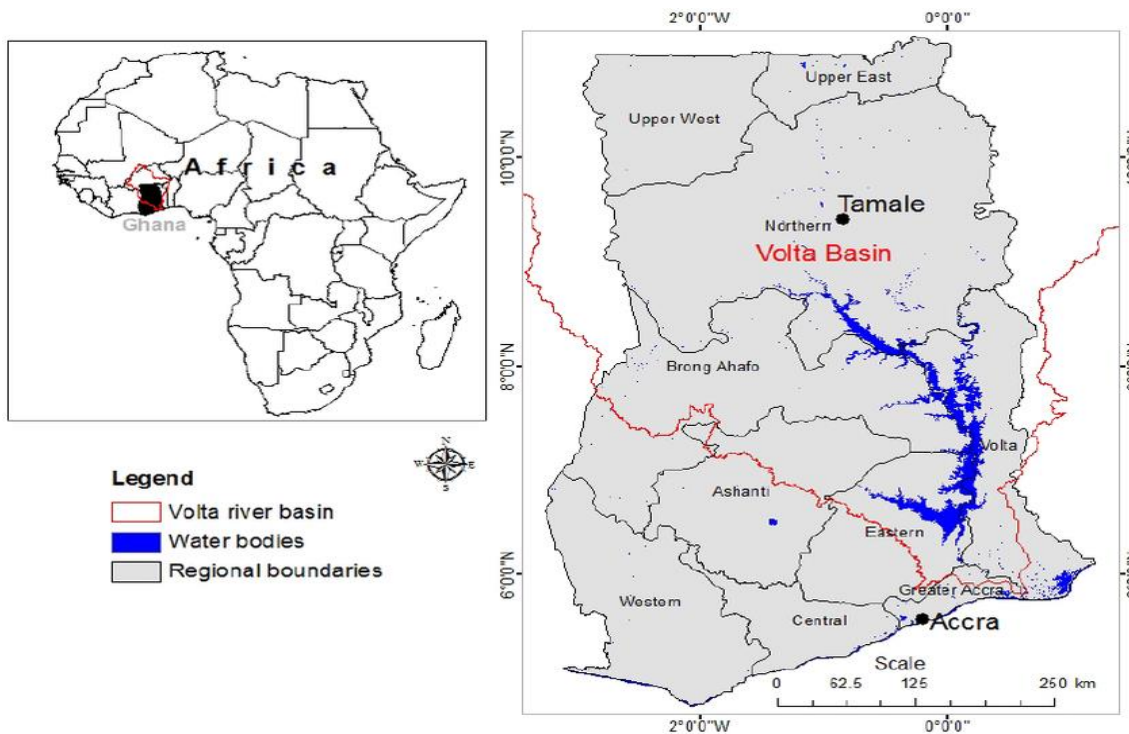 A f r i c a
Ghana
N
W E
S
Legend
Volta river basin
Water bodies
Regional boundaries
2°0'0"W 0°0'0"
10°0'0"N
8°0'0"N
6°0'0"N
Upper East
Upper West
Tamale
Northern
Volta Basin
Brong Ahafo
Volta
Ashanti
Eastern
Greater Accra
Western
Central
Accra
Scale
0 62.5 125 250 km
2°0'0"W 0°0'0"